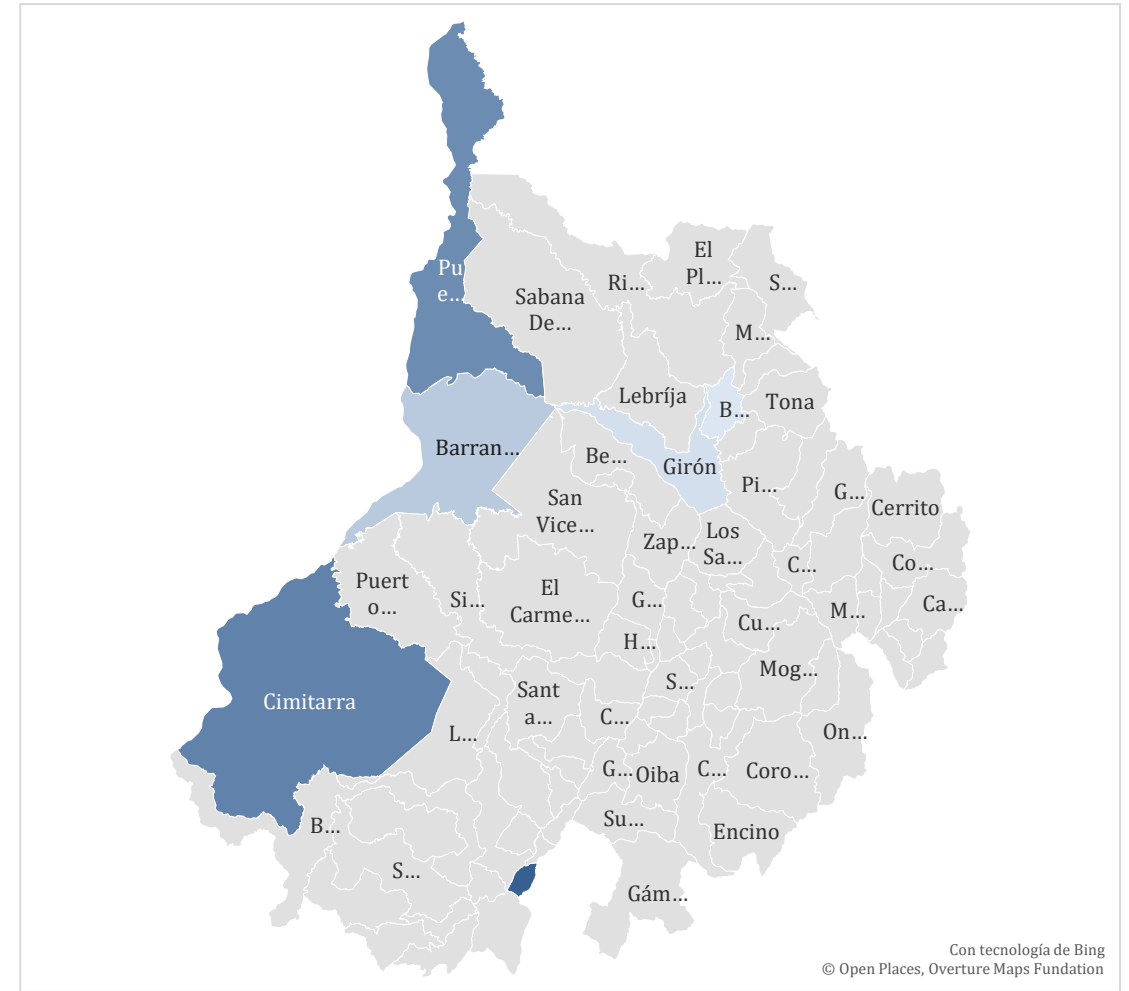 El
Pl...
Ri...
S...
Pu
e...
Sabana
De...
M...
Lebríja
B...
Tona
Barran...
Be...
Girón
Pi...
G...
Cerrito
San
Vice...
Zap...
Los
Sa...
C...
Co...
Puert
o...
Si...
El
Carme...
G...
Cu...
M...
Ca...
H...
Mog...
S...
Cimitarra
Sant
a...
C...
L...
On...
G...
Oiba
C...
Coro...
B...
Su...
Encino
S...
Gám...
Con tecnología de Bing
© Open Places, Overture Maps Foundation